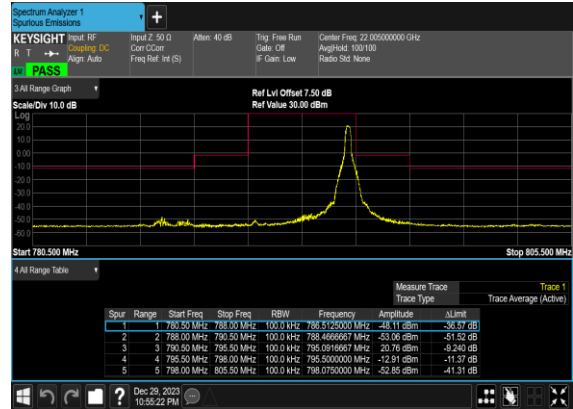 Spectrum Analyzer 1
Spurious Emissions
KEYSIGHT Input: RF Input Z: 50 Ω Atten: 40 dB Trig: Free Run Center Freq: 22.005000000 GHz
R T Coupling: DC Corr CCorr Gate: Off Avg|Hold: 100/100
Align: Auto Freq Ref: Int (S) IF Gain: Low Radio Std: None
PASS
3 All Range Graph Ref Lvl Offset 7.50 dB
Scale/Div 10.0 dB Ref Value 30.00 dBm
Log
20.0
10.0
0.00
-10.0
-20.0
-30.0
-40.0
-50.0
-60.0
Start 780.500 MHz Stop 805.500 MHz
4 All Range Table
Measure Trace Trace 1
Trace Type Trace Average (Active)
Spur Range Start Freq Stop Freq RBW Frequency Amplitude ΔLimit
1 1 780.50 MHz 788.00 MHz 100.0 kHz 786.5125000 MHz -48.11 dBm -36.57 dB
2 2 788.00 MHz 790.50 MHz 100.0 kHz 788.4666667 MHz -53.06 dBm -51.52 dB
3 3 790.50 MHz 795.50 MHz 100.0 kHz 795.0916667 MHz 20.76 dBm -9.240 dB
4 4 795.50 MHz 798.00 MHz 100.0 kHz 795.5000000 MHz -12.91 dBm -11.37 dB
5 5 798.00 MHz 805.50 MHz 100.0 kHz 798.0750000 MHz -52.85 dBm -41.31 dB
Dec 29, 2023
10:55:22 PM